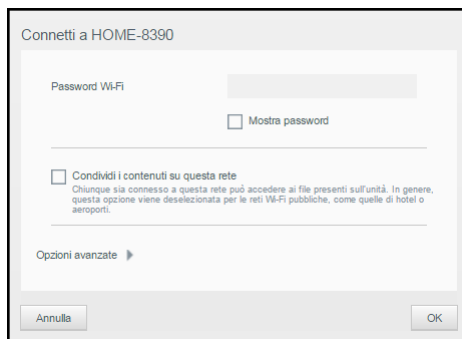 Connetti a HOME-8390
Password Wi-Fi
Mostra password
Condividi i contenuti su questa rete
Chiunque sia connesso a questa rete può accedere ai file presenti sull'unità. In genere,
questa opzione viene deselezionata per le reti Wi-Fi pubbliche, come quelle di hotel o
aeroporti.
Opzioni avanzate
Annulla
OK